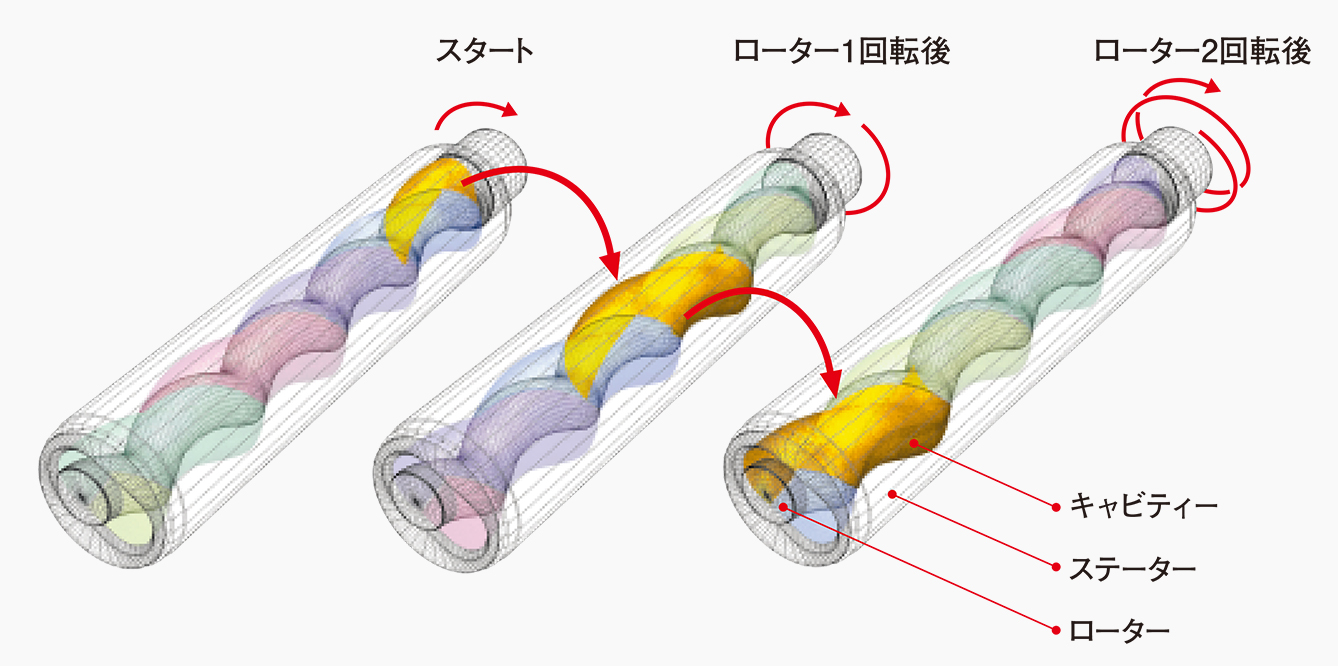 スタート
ローター1回転後
ローター2回転後
キャビティー
ステーター
ローター